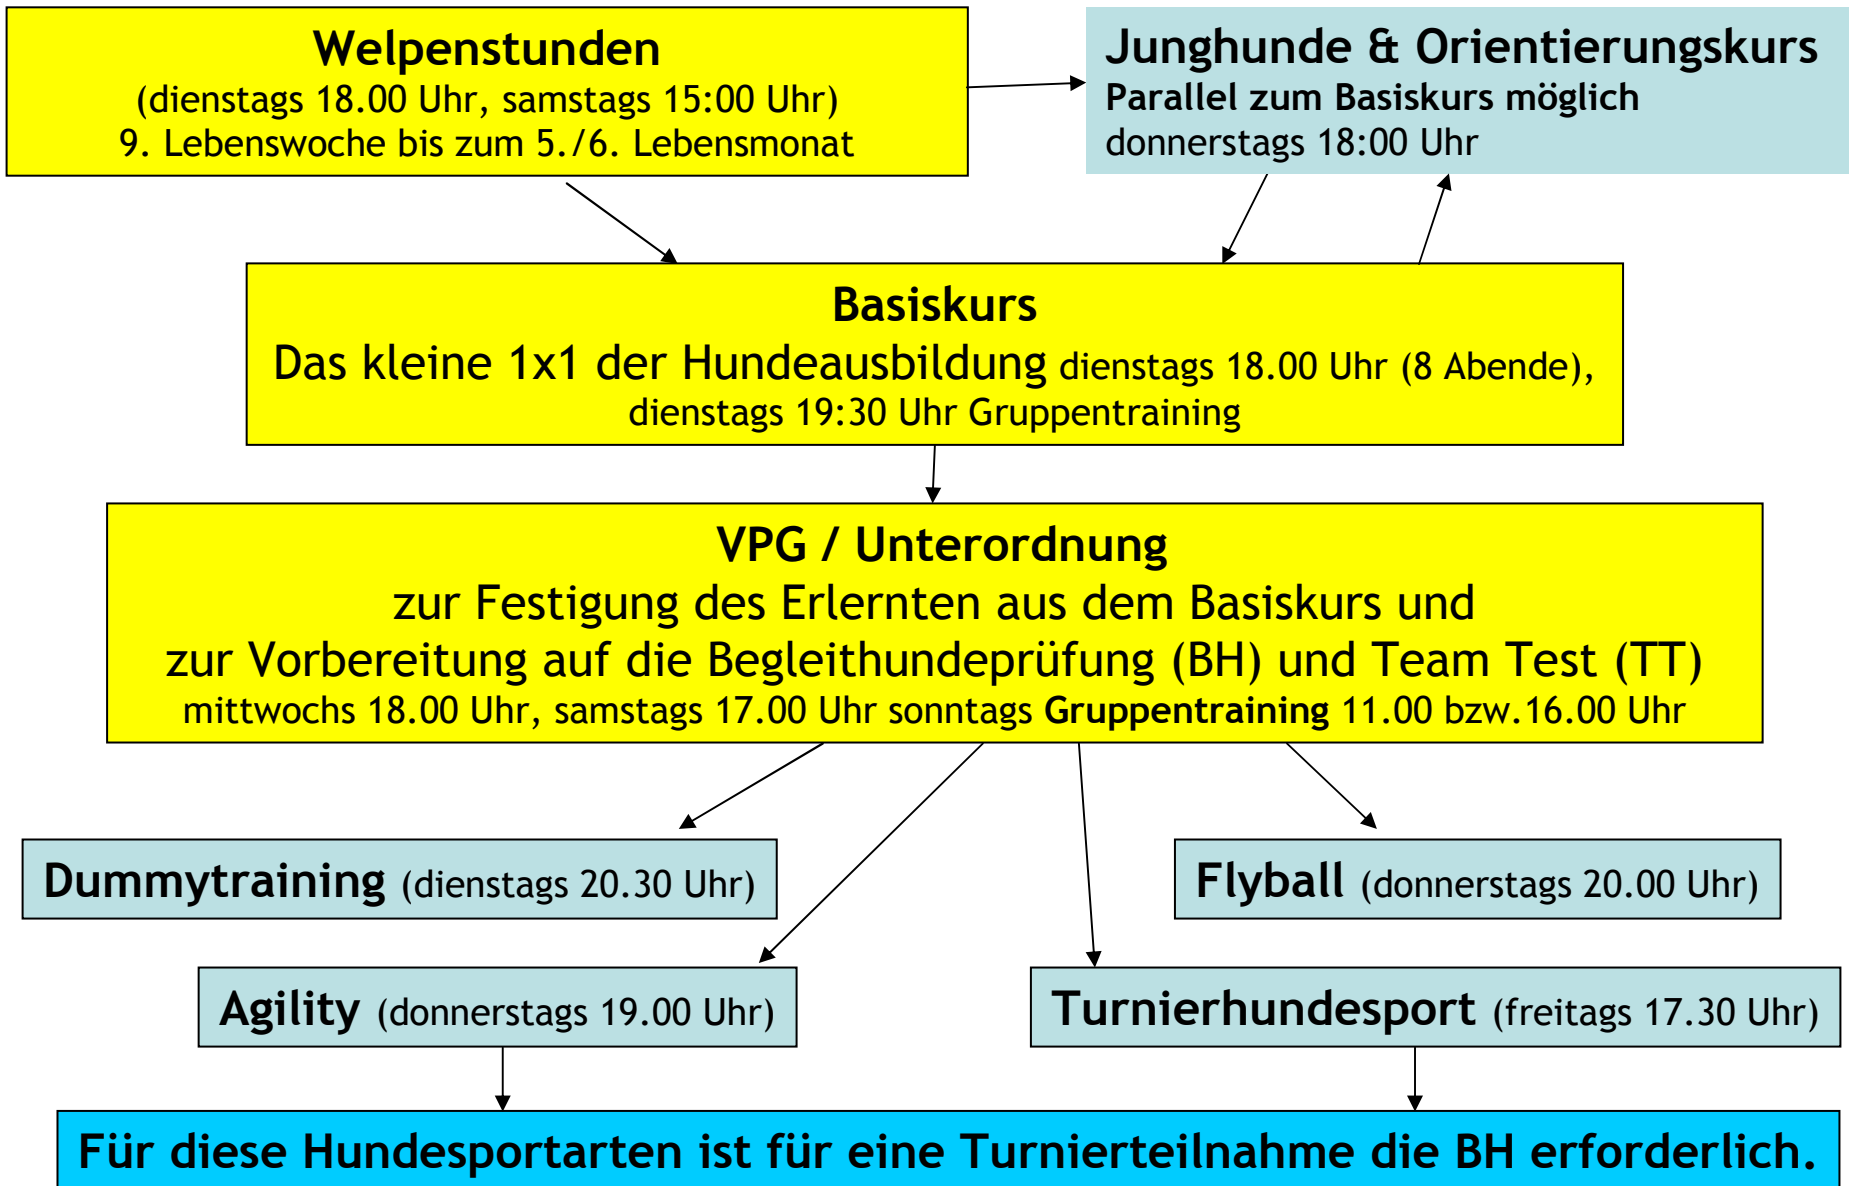 Welpenstunden
(dienstags 18.00 Uhr, samstags 15:00 Uhr)
9. Lebenswoche bis zum 5./6. Lebensmonat
Junghunde & Orientierungskurs
Parallel zum Basiskurs möglich
donnerstags 18:00 Uhr
Basiskurs
Das kleine 1x1 der Hundeausbildung dienstags 18.00 Uhr (8 Abende),
dienstags 19:30 Uhr Gruppentraining
VPG / Unterordnung
zur Festigung des Erlernten aus dem Basiskurs und
zur Vorbereitung auf die Begleithundeprüfung (BH) und Team Test (TT)
mittwochs 18.00 Uhr, samstags 17.00 Uhr sonntags Gruppentraining 11.00 bzw.16.00 Uhr
Dummytraining (dienstags 20.30 Uhr)
Flyball (donnerstags 20.00 Uhr)
Agility (donnerstags 19.00 Uhr)
Turnierhundesport (freitags 17.30 Uhr)
Für diese Hundesportarten ist für eine Turnierteilnahme die BH erforderlich.